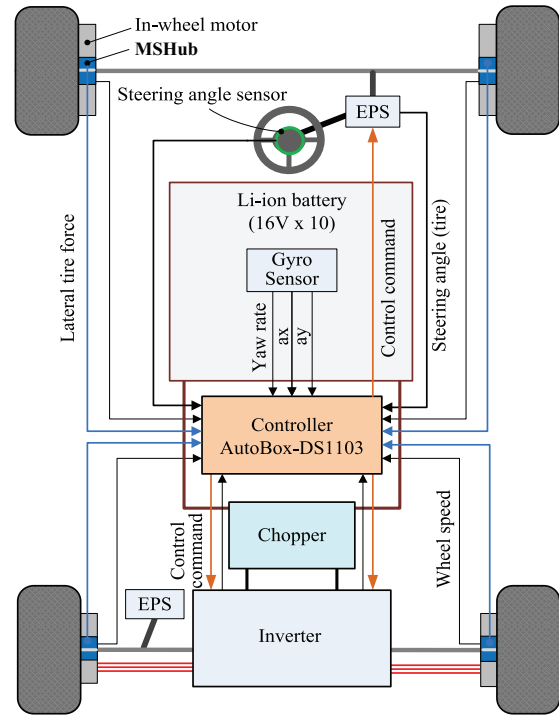 In-wheel motor
MSHub
Steering angle sensor
EPS
Li-ion battery
(16V x 10)
Gyro
Sensor
Lateral tire force
Yaw rate
ax
ay
Control command
Steering angle (tire)
Controller
AutoBox-DS1103
Control
command
Chopper
Wheel speed
EPS
Inverter